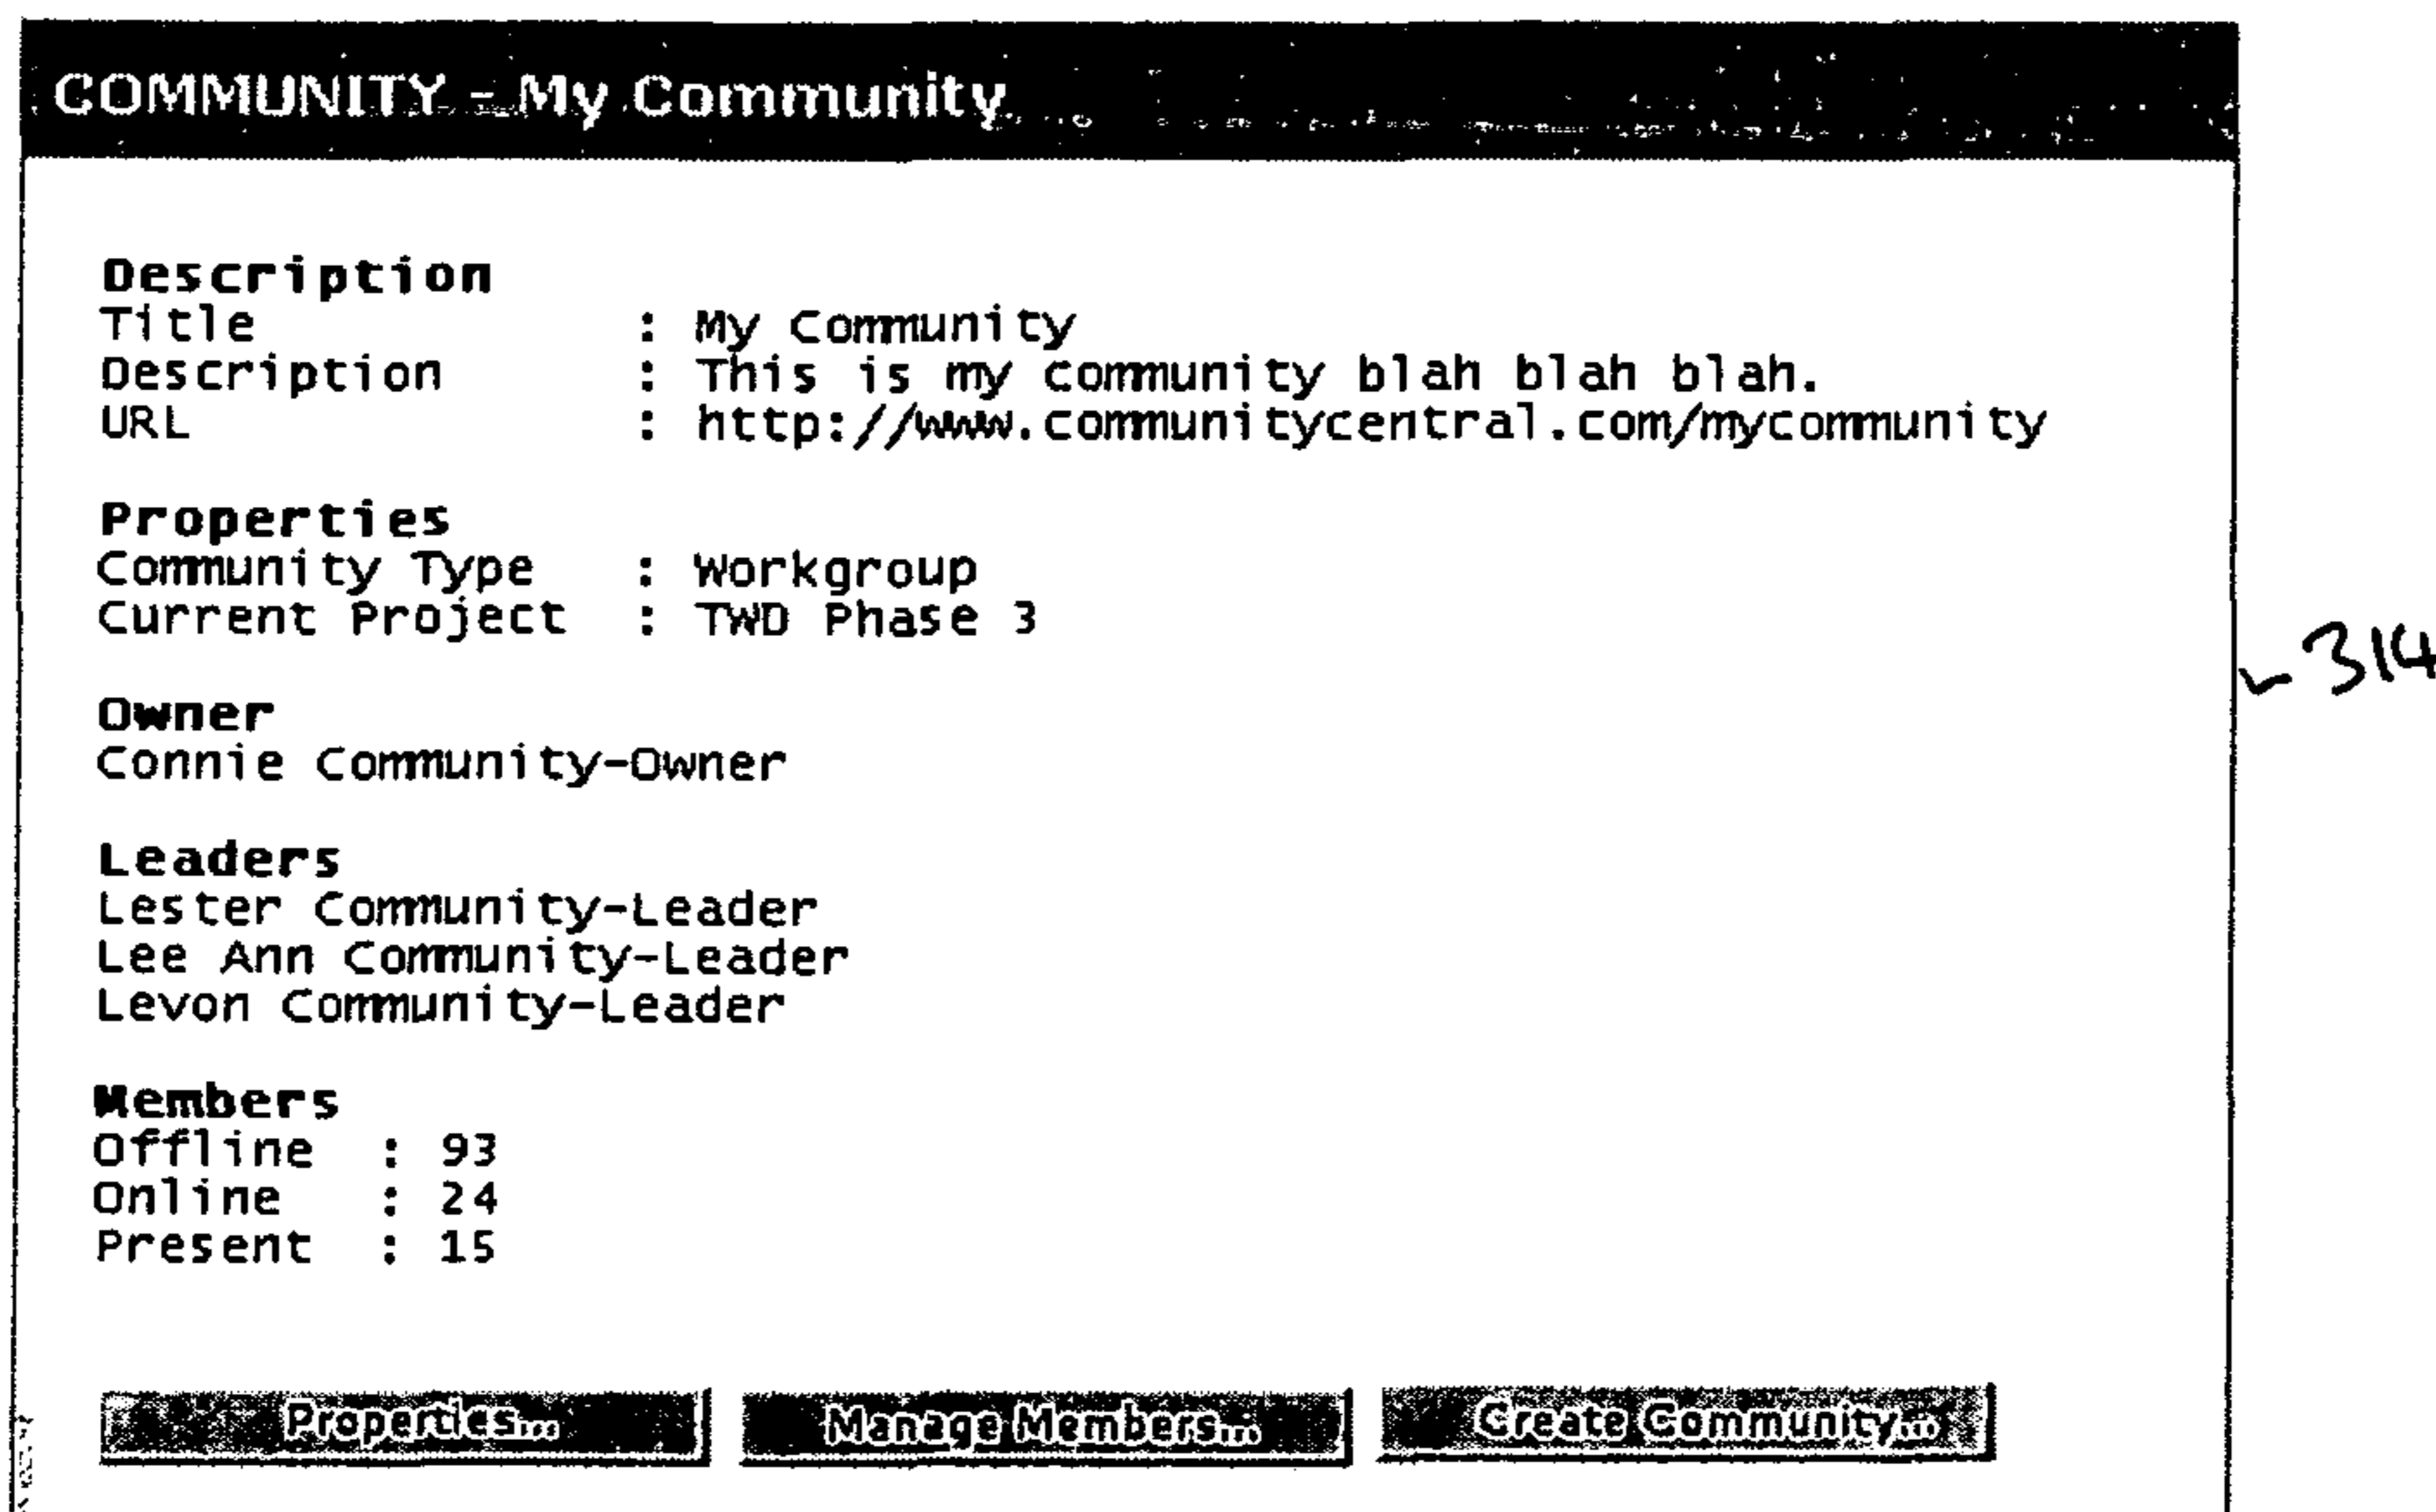 COMMUNITY - My Community
Description
Title : My Community
Description : This is my community blah blah blah.
URL : http://www.communitycentral.com/mycommunity
Properties
Community Type : Workgroup
Current Project : TWD Phase 3
314
Owner
Connie Community-Owner
Leaders
Lester Community-Leader
Lee Ann Community-Leader
Levon Community-Leader
Members
Offline : 93
Online : 24
Present : 15
Properties... Manage Members... Create Community...